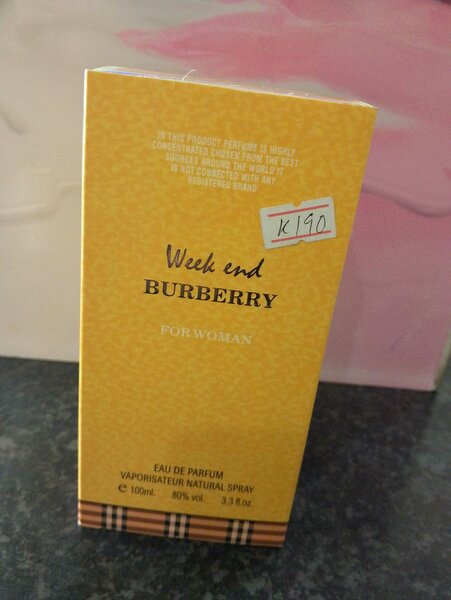 IN THIS PRODUCT PERFUME IS HIGHLY
CONCENTRATED CHOSEN FROM THE BEST
SOURCES AROUND THE WORLD IT
IS NOT CONNECTED WITH ANY
REGISTERED BRAND
K190
Week end
BURBERRY
FOR WOMAN
EAU DE PARFUM
VAPORISATEUR NATURAL SPRAY
e 100ml. 80% vol. 3.3 fl.oz.